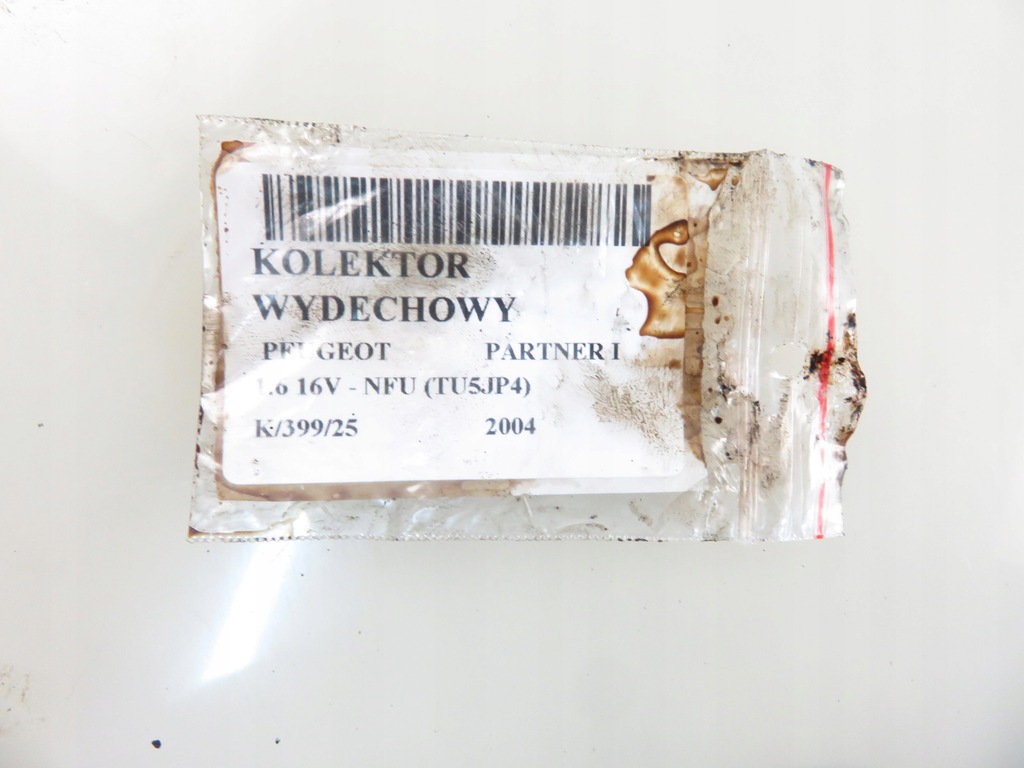 KOLEKTOR
WYDECHOWY
PEUGEOT PARTNER I
1.6 16V - NFU (TU5JP4)
K/399/25 2004